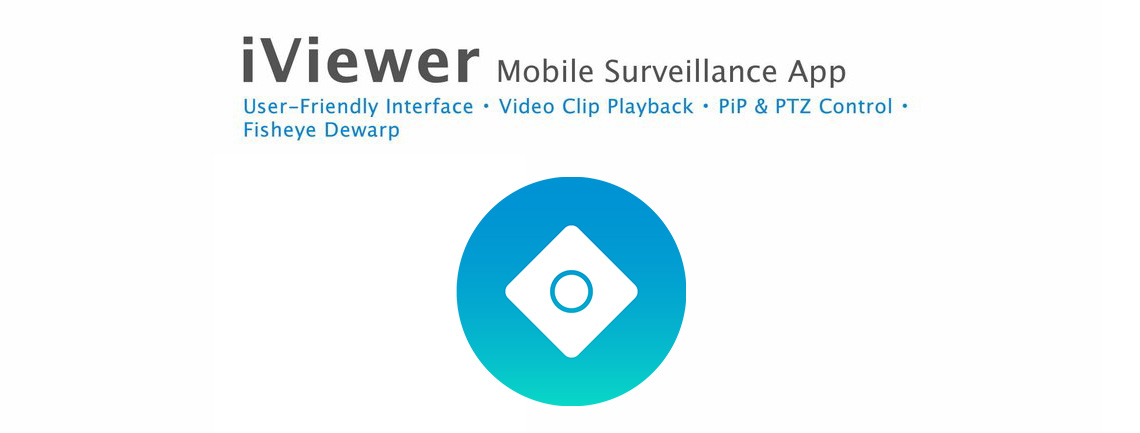 iViewer Mobile Surveillance App
User-Friendly Interface • Video Clip Playback • PiP & PTZ Control •
Fisheye Dewarp